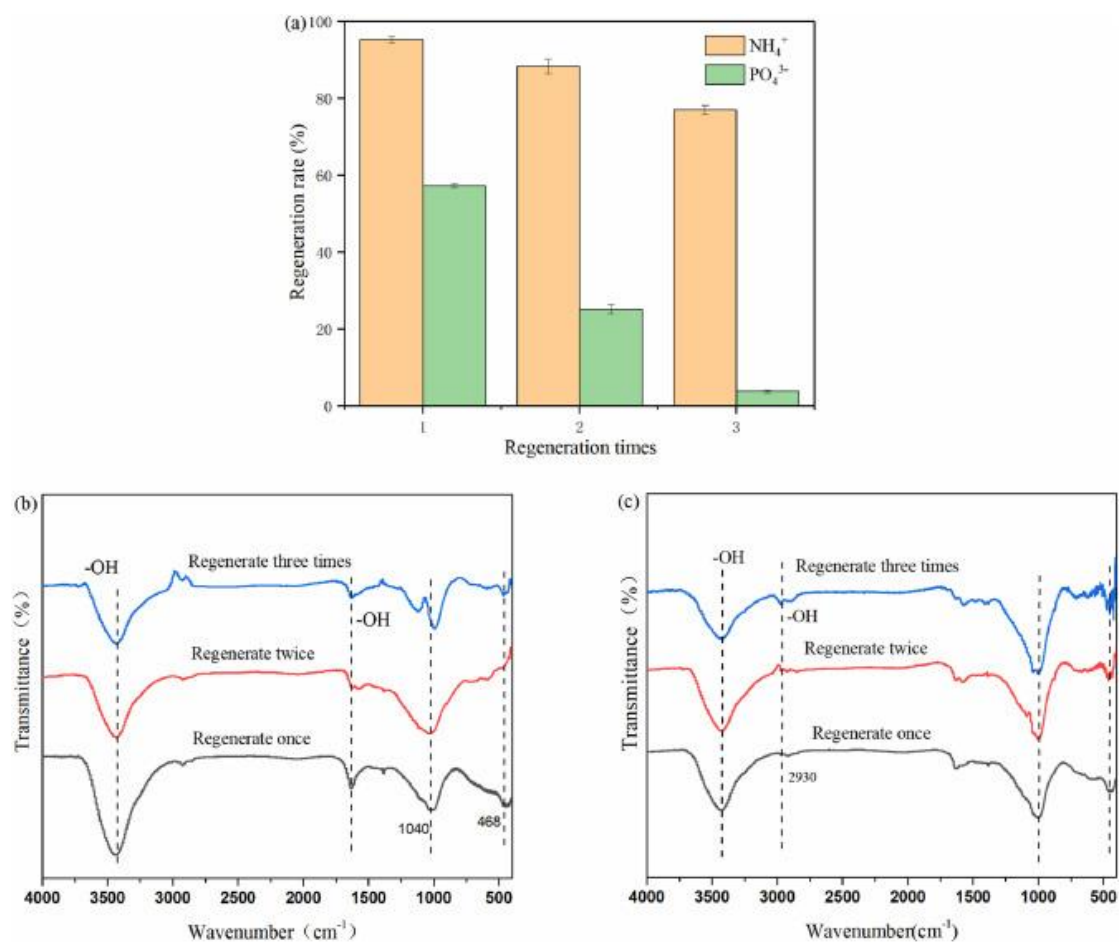 (a)
100
80
60
40
20
0
Regeneration rate (%)
NH₄⁺
PO₄³⁻
1 2 3
Regeneration times
(b)
-OH
Regenerate three times
-OH
Regenerate twice
Regenerate once
1040
468
Transmittance (%)
4000 3500 3000 2500 2000 1500 1000 500
Wavenumber (cm⁻¹)
(c)
-OH
Regenerate three times
-OH
Regenerate twice
Regenerate once
2930
Transmittance (%)
4000 3500 3000 2500 2000 1500 1000 500
Wavenumber(cm⁻¹)